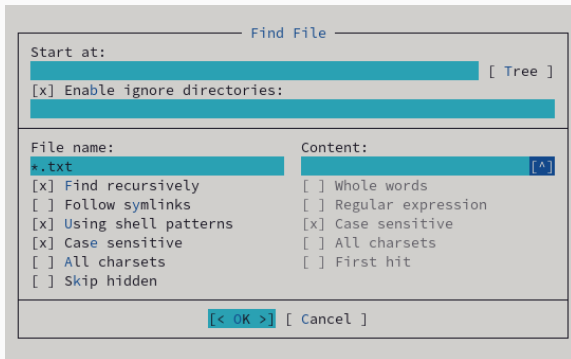 Find File
Start at:
[ Tree ]
[x] Enable ignore directories:
File name:
*.txt
[x] Find recursively
[ ] Follow symlinks
[x] Using shell patterns
[x] Case sensitive
[ ] All charsets
[ ] Skip hidden
Content:
[^]
[ ] Whole words
[ ] Regular expression
[x] Case sensitive
[ ] All charsets
[ ] First hit
[< OK >] [ Cancel ]